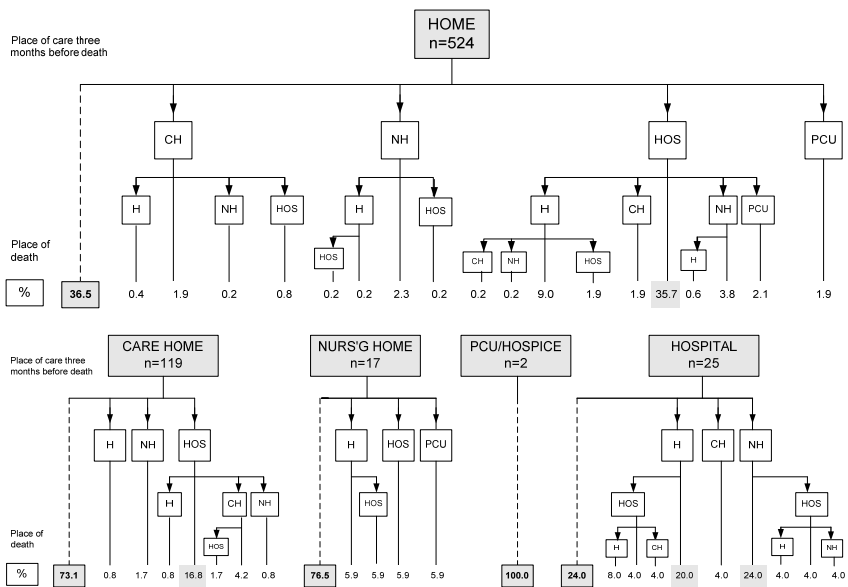 HOME
n=524
Place of care three
months before death
CH
NH
HOS
PCU
H
NH
HOS
H
HOS
H
CH
NH
PCU
HOS
CH
NH
HOS
H
Place of
death
%
36.5
0.4
1.9
0.2
0.8
0.2
0.2
2.3
0.2
0.2
0.2
9.0
1.9
1.9
35.7
0.6
3.8
2.1
1.9
CARE HOME
n=119
NURS'G HOME
n=17
PCU/HOSPICE
n=2
HOSPITAL
n=25
Place of care three
months before death
H
NH
HOS
H
HOS
PCU
H
CH
NH
H
CH
NH
HOS
HOS
HOS
HOS
H
CH
H
NH
Place of
death
%
73.1
0.8
1.7
0.8
16.8
1.7
4.2
0.8
76.5
5.9
5.9
5.9
5.9
100.0
24.0
8.0
4.0
4.0
20.0
4.0
24.0
4.0
4.0
4.0